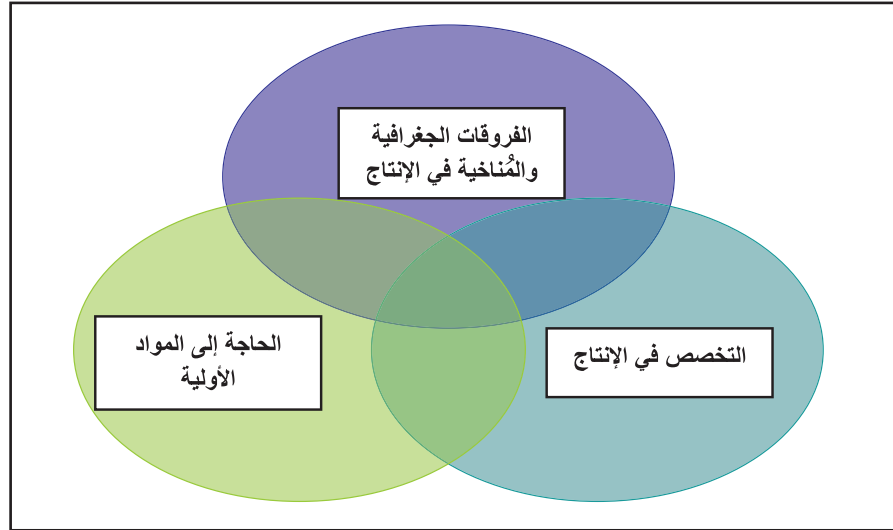 الفروقات الجغرافية
والمُناخية في الإنتاج
الحاجة إلى المواد
الأولية
التخصص في الإنتاج